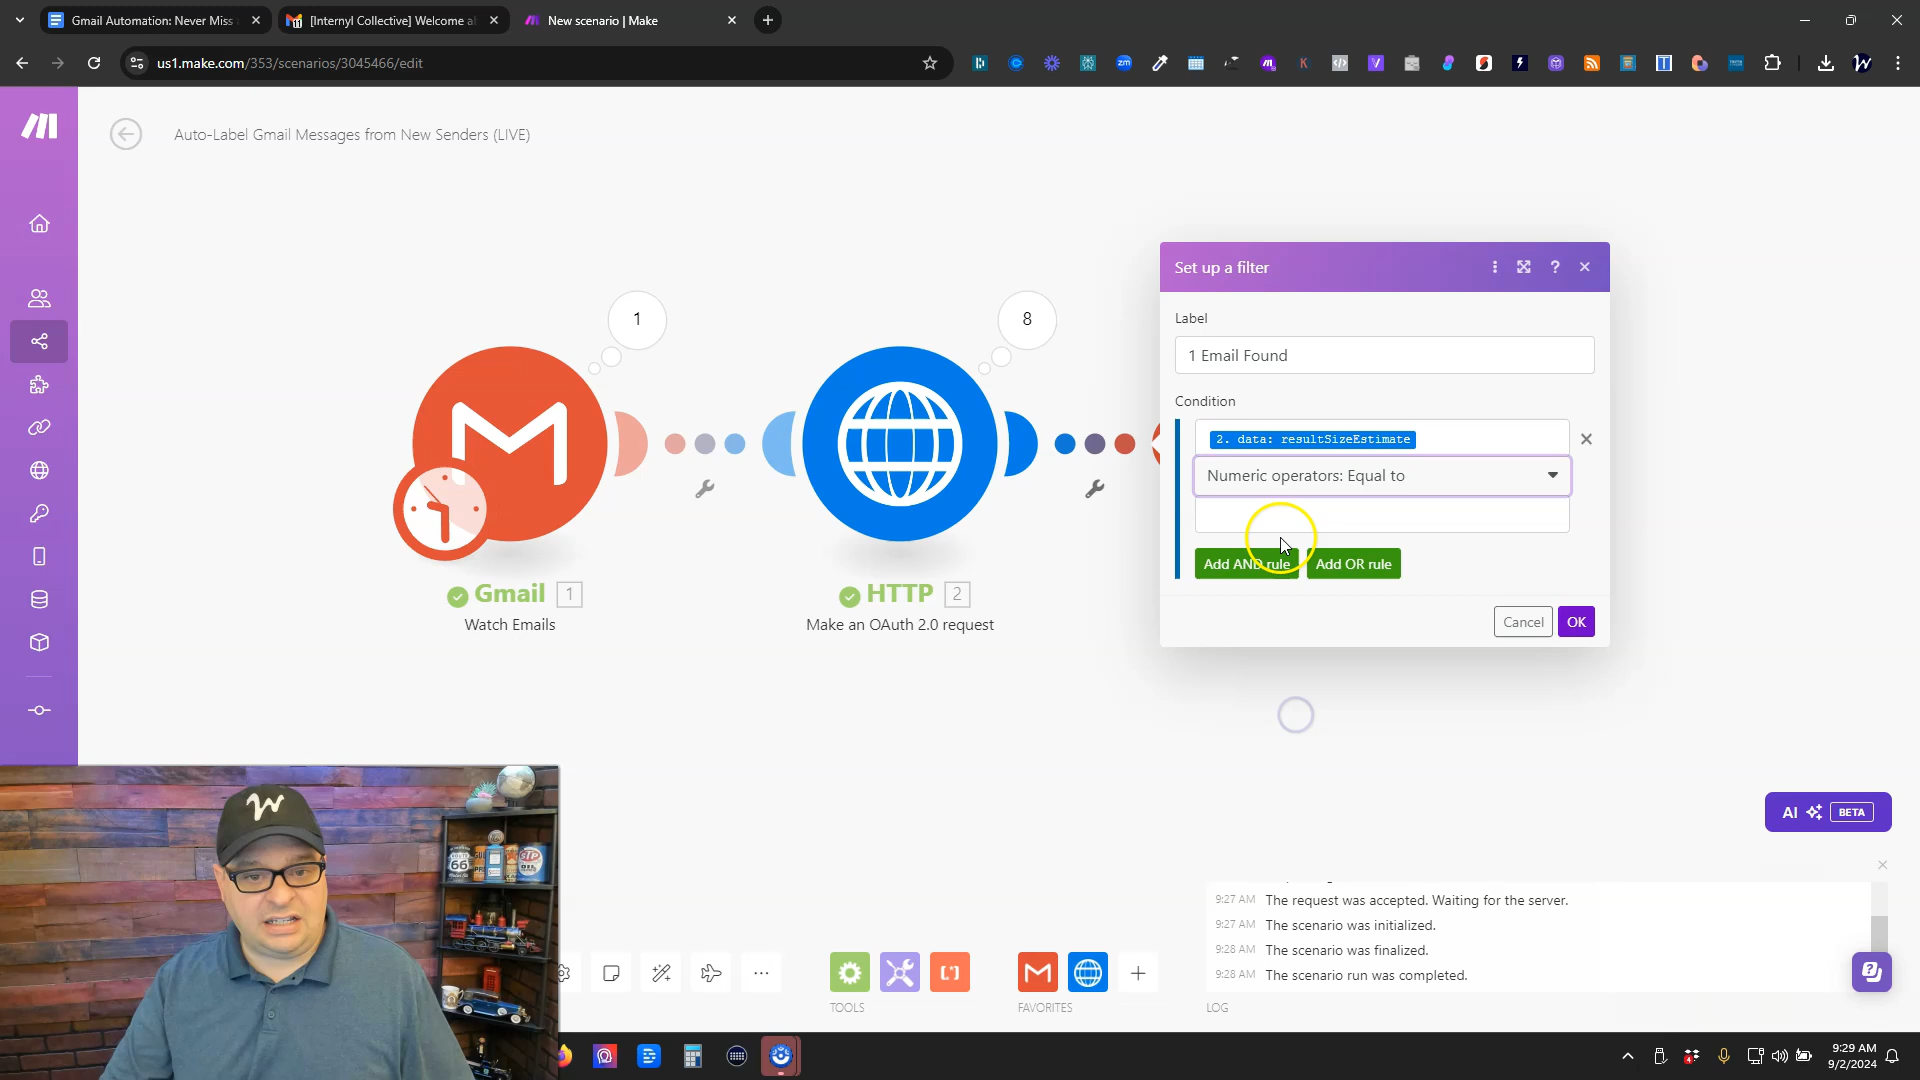 Gmail Automation: Never Miss
[Internyl Collective] Welcome a
New scenario | Make
us1.make.com/353/scenarios/3045466/edit
Auto-Label Gmail Messages from New Senders (LIVE)
1
8
Gmail 1
Watch Emails
HTTP 2
Make an OAuth 2.0 request
Set up a filter
Label
1 Email Found
Condition
2. data: resultSizeEstimate
Numeric operators: Equal to
Add AND rule
Add OR rule
Cancel
OK
AI BETA
9:27 AM The request was accepted. Waiting for the server.
9:27 AM The scenario was initialized.
9:28 AM The scenario was finalized.
9:28 AM The scenario run was completed.
TOOLS
FAVORITES
LOG
ROUTE
66
STP
9:29 AM
9/2/2024